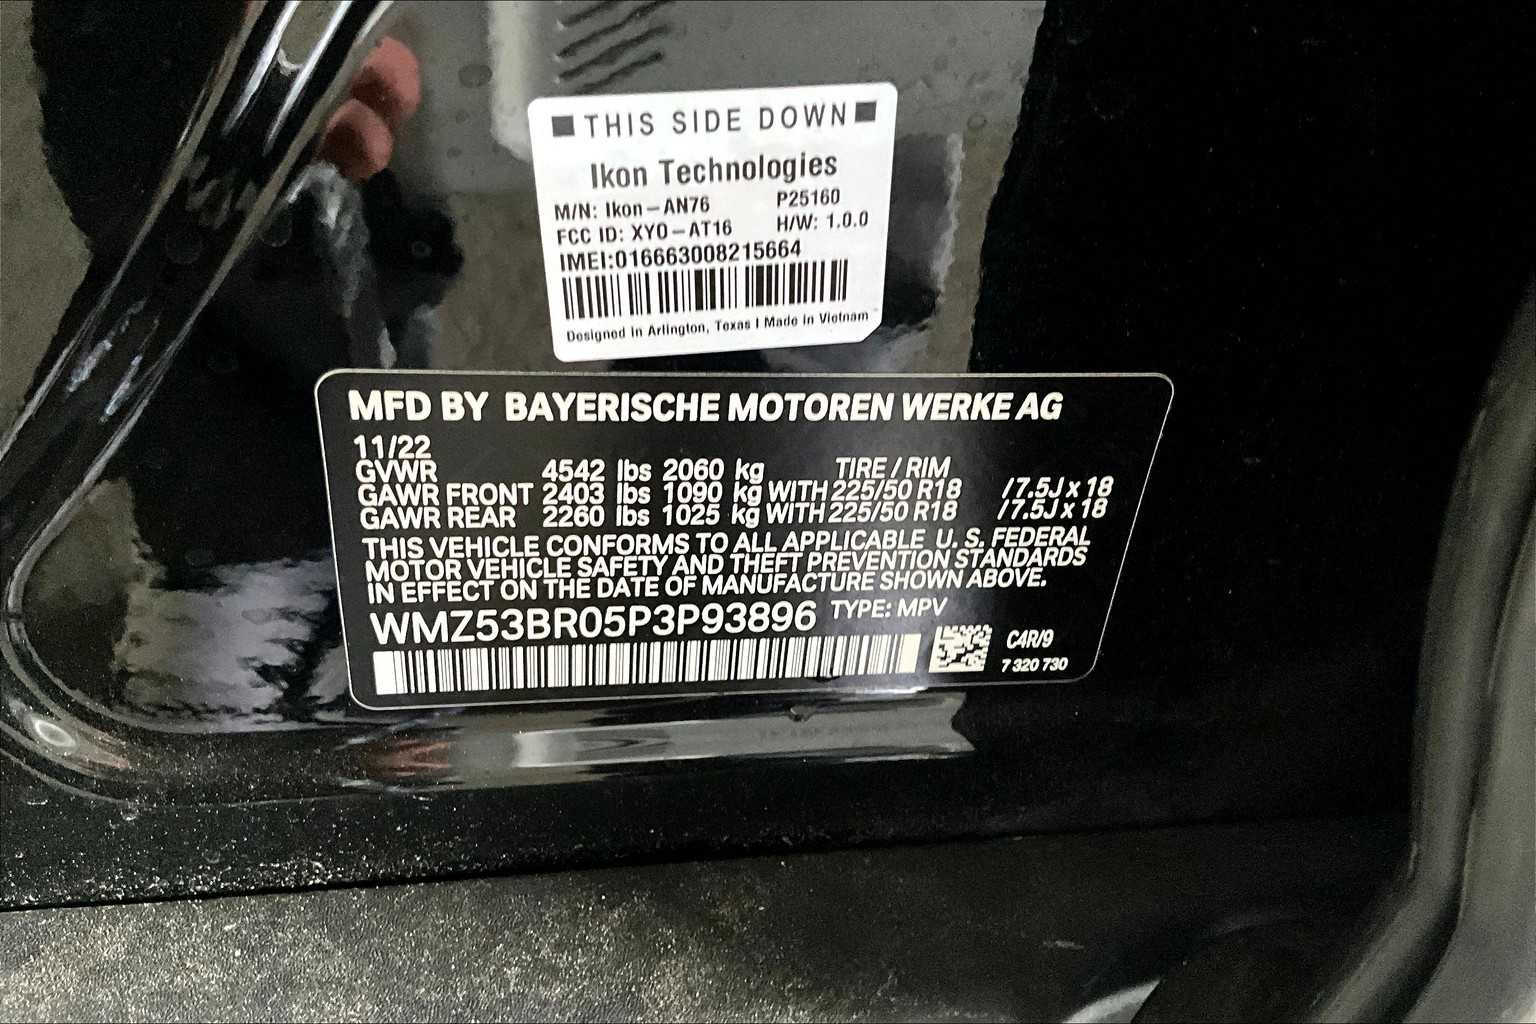 THIS SIDE DOWN
Ikon Technologies
M/N: Ikon-AN76 P25160
FCC ID: XYO-AT16 H/W: 1.0.0
IMEI:016663008215664
Designed in Arlington, Texas | Made in Vietnam
MFD BY BAYERISCHE MOTOREN WERKE AG
11/22
GVWR 4542 lbs 2060 kg TIRE / RIM
GAWR FRONT 2403 lbs 1090 kg WITH 225/50 R18 /7.5J x 18
GAWR REAR 2260 lbs 1025 kg WITH 225/50 R18 /7.5J x 18
THIS VEHICLE CONFORMS TO ALL APPLICABLE U. S. FEDERAL
MOTOR VEHICLE SAFETY AND THEFT PREVENTION STANDARDS
IN EFFECT ON THE DATE OF MANUFACTURE SHOWN ABOVE.
WMZ53BR05P3P93896 TYPE: MPV
C4R/9
7 320 730